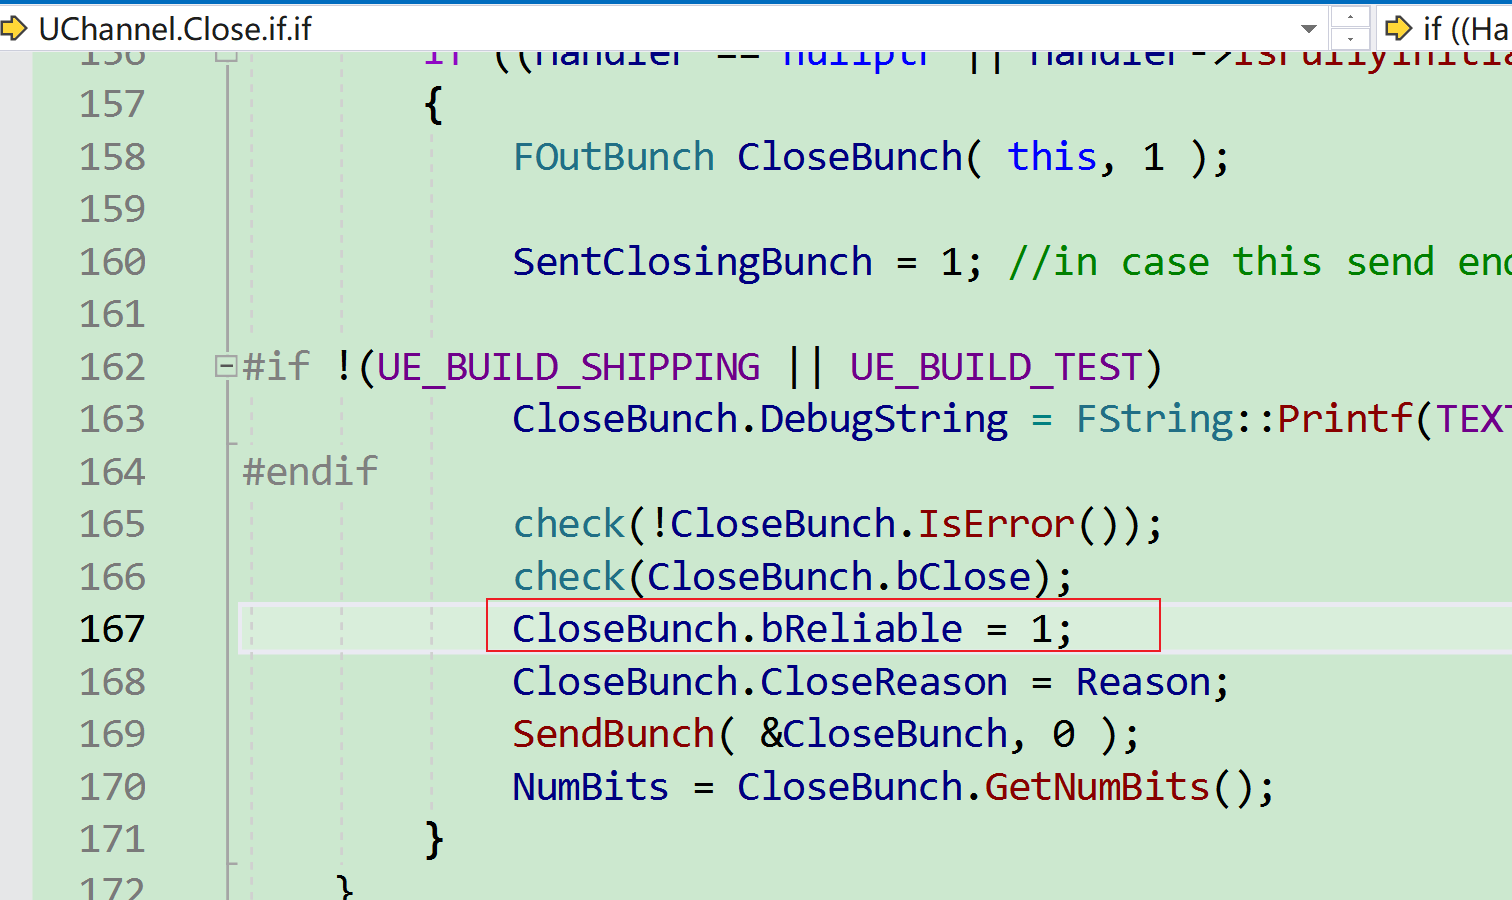 UChannel.Close.if.if
if ((Ha
156 if ((Handler == nullptr || Handler->IsFullyInitia
157 {
158 FOutBunch CloseBunch( this, 1 );
159
160 SentClosingBunch = 1; //in case this send end
161
162 #if !(UE_BUILD_SHIPPING || UE_BUILD_TEST)
163 CloseBunch.DebugString = FString::Printf(TEXT
164 #endif
165 check(!CloseBunch.IsError());
166 check(CloseBunch.bClose);
167 CloseBunch.bReliable = 1;
168 CloseBunch.CloseReason = Reason;
169 SendBunch( &CloseBunch, 0 );
170 NumBits = CloseBunch.GetNumBits();
171 }
172 }